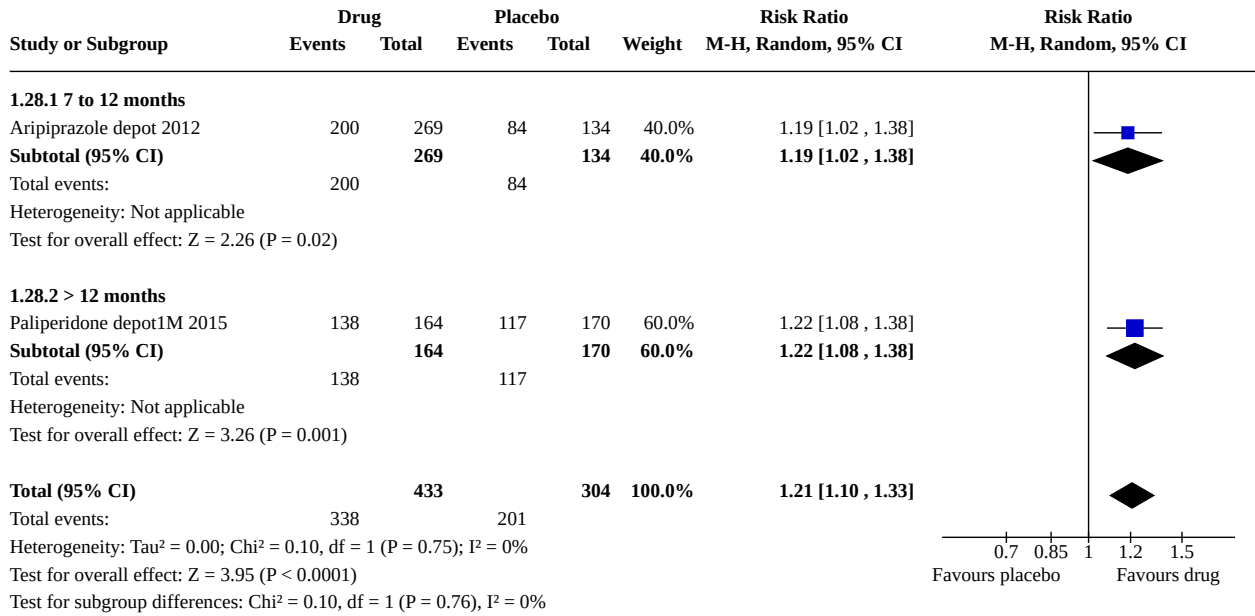 Drug Placebo Risk Ratio Risk Ratio
Study or Subgroup Events Total Events Total Weight M-H, Random, 95% CI M-H, Random, 95% CI
1.28.1 7 to 12 months
Aripiprazole depot 2012 200 269 84 134 40.0% 1.19 [1.02 , 1.38]
Subtotal (95% CI) 269 134 40.0% 1.19 [1.02 , 1.38]
Total events: 200 84
Heterogeneity: Not applicable
Test for overall effect: Z = 2.26 (P = 0.02)
1.28.2 > 12 months
Paliperidone depot1M 2015 138 164 117 170 60.0% 1.22 [1.08 , 1.38]
Subtotal (95% CI) 164 170 60.0% 1.22 [1.08 , 1.38]
Total events: 138 117
Heterogeneity: Not applicable
Test for overall effect: Z = 3.26 (P = 0.001)
Total (95% CI) 433 304 100.0% 1.21 [1.10 , 1.33]
Total events: 338 201
Heterogeneity: Tau² = 0.00; Chi² = 0.10, df = 1 (P = 0.75); I² = 0% 0.7 0.85 1 1.2 1.5
Test for overall effect: Z = 3.95 (P < 0.0001) Favours placebo Favours drug
Test for subgroup differences: Chi² = 0.10, df = 1 (P = 0.76), I² = 0%